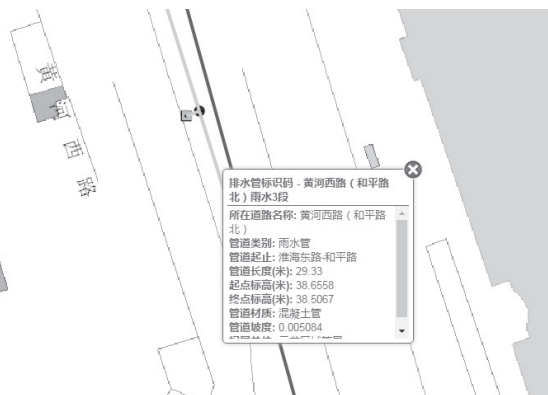 黄
河
西
路
排水管标识码 - 黄河西路（和平路
北）雨水3段
所在道路名称: 黄河西路（和平路
北）
管道类别: 雨水管
管道起止: 淮海东路-和平路
管道长度(米): 29.33
起点标高(米): 38.6558
终点标高(米): 38.5067
管道材质: 混凝土管
管道坡度: 0.005084